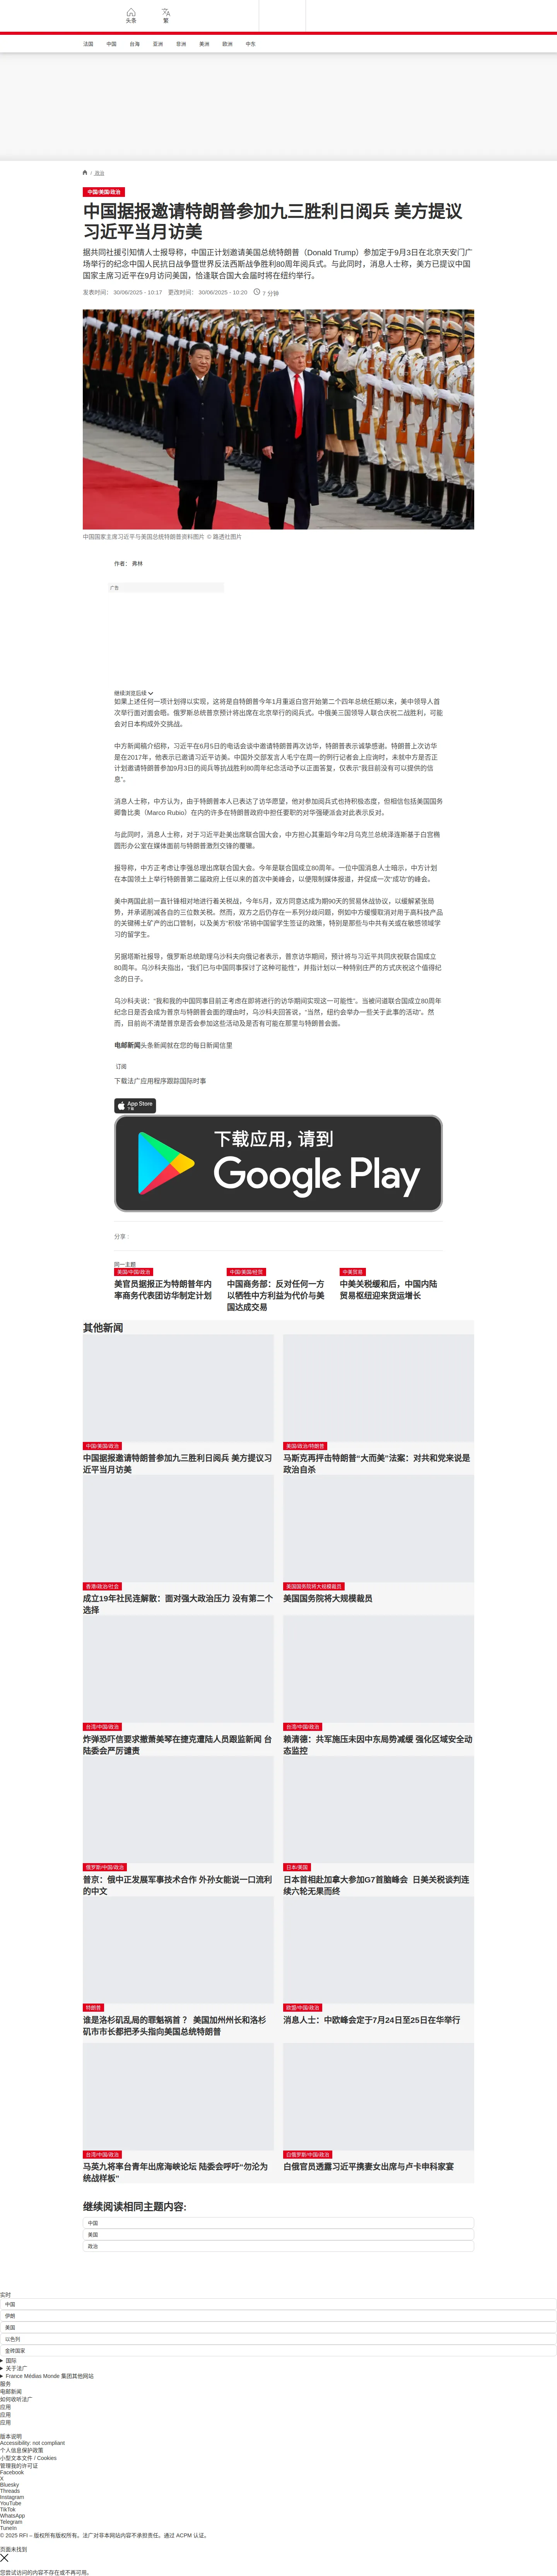 头条
繁
法国
中国
台海
亚洲
非洲
美洲
欧洲
中东
/ 政治
中国/美国/政治
中国据报邀请特朗普参加九三胜利日阅兵 美方提议
习近平当月访美
据共同社援引知情人士报导称，中国正计划邀请美国总统特朗普（Donald Trump）参加定于9月3日在北京天安门广
场举行的纪念中国人民抗日战争暨世界反法西斯战争胜利80周年阅兵式。与此同时，消息人士称，美方已提议中国
国家主席习近平在9月访问美国，恰逢联合国大会届时将在纽约举行。
发表时间： 30/06/2025 - 10:17 更改时间： 30/06/2025 - 10:20 7 分钟
中国国家主席习近平与美国总统特朗普资料图片 © 路透社图片
作者： 弗林
广告
继续浏览后续
如果上述任何一项计划得以实现，这将是自特朗普今年1月重返白宫开始第二个四年总统任期以来，美中领导人首
次举行面对面会晤。俄罗斯总统普京预计将出席在北京举行的阅兵式。中俄美三国领导人联合庆祝二战胜利，可能
会对日本构成外交挑战。
中方新闻稿介绍称，习近平在6月5日的电话会谈中邀请特朗普再次访华，特朗普表示诚挚感谢。特朗普上次访华
是在2017年，他表示已邀请习近平访美。中国外交部发言人毛宁在周一的例行记者会上应询时，未就中方是否正
计划邀请特朗普参加9月3日的阅兵等抗战胜利80周年纪念活动予以正面答复，仅表示“我目前没有可以提供的信
息”。
消息人士称，中方认为，由于特朗普本人已表达了访华愿望，他对参加阅兵式也持积极态度，但相信包括美国国务
卿鲁比奥（Marco Rubio）在内的许多在特朗普政府中担任要职的对华强硬派会对此表示反对。
与此同时，消息人士称，对于习近平赴美出席联合国大会，中方担心其重蹈今年2月乌克兰总统泽连斯基于白宫椭
圆形办公室在媒体面前与特朗普激烈交锋的覆辙。
报导称，中方正考虑让李强总理出席联合国大会。今年是联合国成立80周年。一位中国消息人士暗示，中方计划
在本国领土上举行特朗普第二届政府上任以来的首次中美峰会，以便限制媒体报道，并促成一次“成功”的峰会。
美中两国此前一直针锋相对地进行着关税战，今年5月，双方同意达成为期90天的贸易休战协议，以缓解紧张局
势，并承诺削减各自的三位数关税。然而，双方之后仍存在一系列分歧问题，例如中方缓慢取消对用于高科技产品
的关键稀土矿产的出口管制，以及美方“积极”吊销中国留学生签证的政策，特别是那些与中共有关或在敏感领域学
习的留学生。
另据塔斯社报导，俄罗斯总统助理乌沙科夫向俄记者表示，普京访华期间，预计将与习近平共同庆祝联合国成立
80周年。乌沙科夫指出，“我们已与中国同事探讨了这种可能性”，并指计划以一种特别庄严的方式庆祝这个值得纪
念的日子。
乌沙科夫说：“我和我的中国同事目前正考虑在即将进行的访华期间实现这一可能性”。当被问道联合国成立80周年
纪念日是否会成为普京与特朗普会面的理由时，乌沙科夫回答说，“当然，纽约会举办一些关于此事的活动”。然
而，目前尚不清楚普京是否会参加这些活动及是否有可能在那里与特朗普会面。
电邮新闻头条新闻就在您的每日新闻信里
订阅
下载法广应用程序跟踪国际时事
App Store
下载
下载应用，请到
Google Play
分享 :
同一主题
美国/中国/政治
美官员据报正为特朗普年内
率商务代表团访华制定计划
中国/美国/经贸
中国商务部：反对任何一方
以牺牲中方利益为代价与美
国达成交易
中美贸易
中美关税缓和后，中国内陆
贸易枢纽迎来货运增长
其他新闻
中国/美国/政治
中国据报邀请特朗普参加九三胜利日阅兵 美方提议习
近平当月访美
美国/政治/特朗普
马斯克再抨击特朗普“大而美”法案：对共和党来说是
政治自杀
香港/政治/社会
成立19年社民连解散：面对强大政治压力 没有第二个
选择
美国国务院将大规模裁员
美国国务院将大规模裁员
台湾/中国/政治
炸弹恐吓信要求撤萧美琴在捷克遭陆人员跟监新闻 台
陆委会严厉谴责
台湾/中国/政治
赖清德：共军施压未因中东局势减缓 强化区域安全动
态监控
俄罗斯/中国/政治
普京：俄中正发展军事技术合作 外孙女能说一口流利
的中文
日本/美国
日本首相赴加拿大参加G7首脑峰会 日美关税谈判连
续六轮无果而终
特朗普
谁是洛杉矶乱局的罪魁祸首 ？ 美国加州州长和洛杉
矶市市长都把矛头指向美国总统特朗普
欧盟/中国/政治
消息人士：中欧峰会定于7月24日至25日在华举行
台湾/中国/政治
马英九将率台青年出席海峡论坛 陆委会呼吁“勿沦为
统战样板”
白俄罗斯/中国/政治
白俄官员透露习近平携妻女出席与卢卡申科家宴
继续阅读相同主题内容:
中国
美国
政治
实时
中国
伊朗
美国
以色列
金砖国家
国际
关于法广
France Médias Monde 集团其他网站
服务
电邮新闻
如何收听法广
应用
应用
应用
版本说明
Accessibility: not compliant
个人信息保护政策
小型文本文件 / Cookies
管理我的许可证
Facebook
X
Bluesky
Threads
Instagram
YouTube
TikTok
WhatsApp
Telegram
TuneIn
© 2025 RFI – 版权所有版权所有。法广对非本网站内容不承担责任。通过 ACPM 认证。
页面未找到
您尝试访问的内容不存在或不再可用。